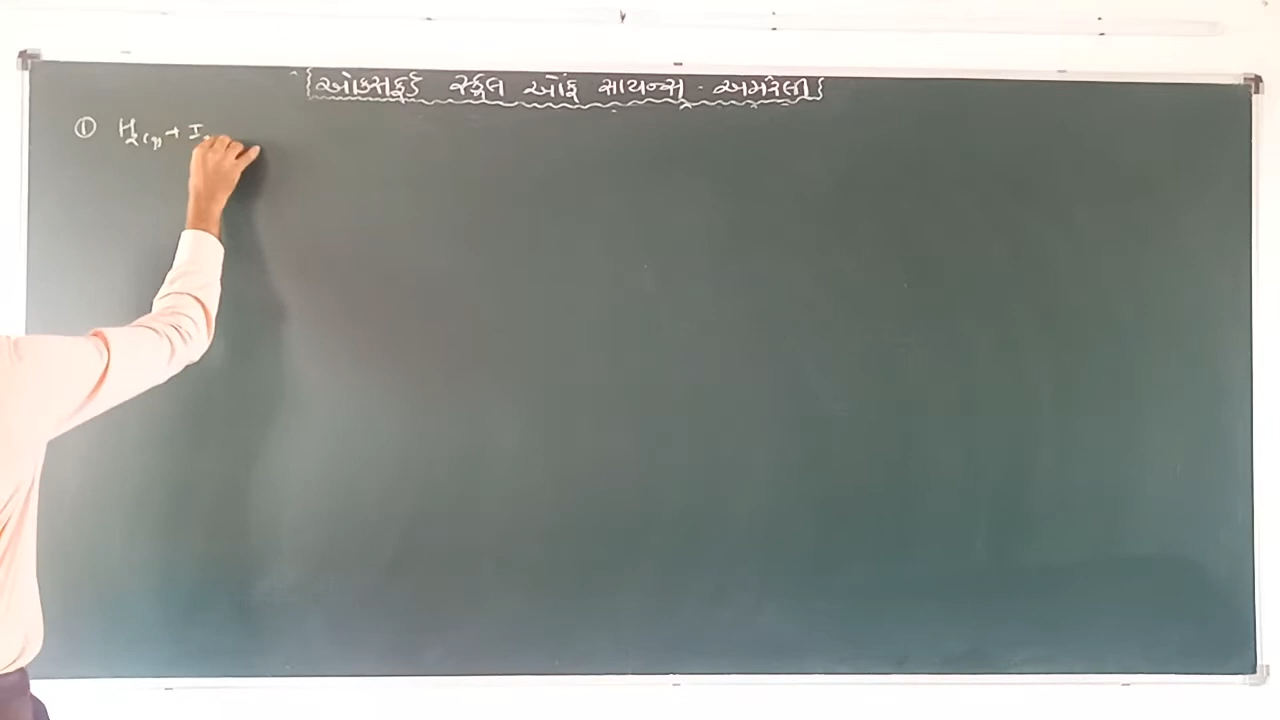 {ઓક્સફર્ડ સ્કૂલ ઓફ સાયન્સ - અમરેલી}
① H₂(g) + I₂